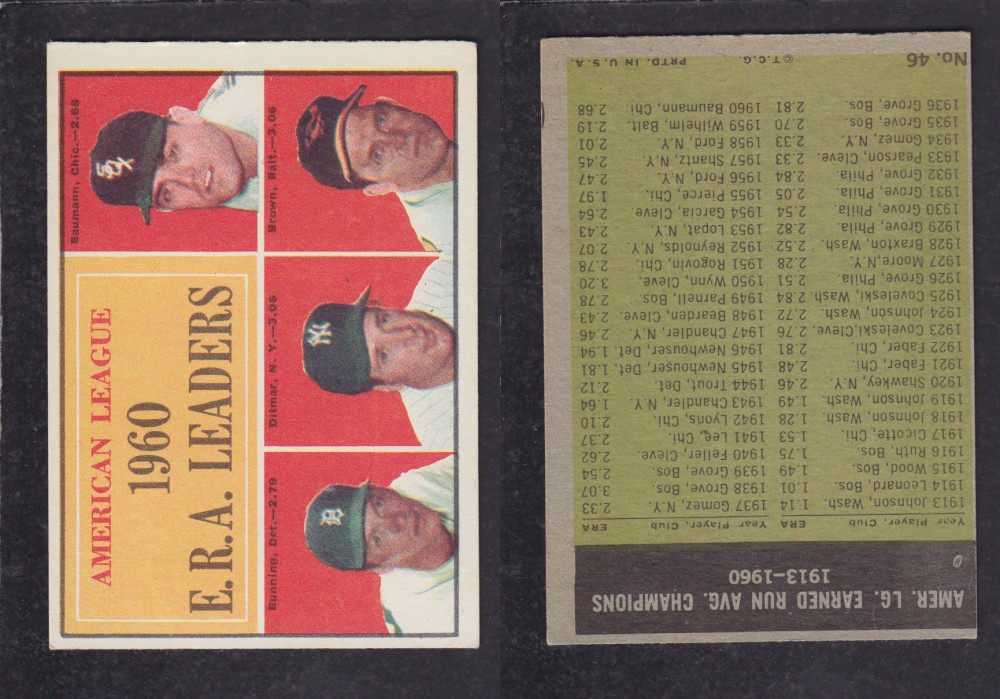 AMERICAN LEAGUE
1960
E. R. A. LEADERS
Baumann, Chic.—2.68
Brown, Balt.—3.06
Ditmar, N. Y.—3.06
Bunning, Det.—2.79
AMER. LG. EARNED RUN AVG. CHAMPIONS
1913–1960
Year Player, Club ERA Year Player, Club ERA
1913 Johnson, Wash. 1.14 1937 Gomez, N.Y. 2.33
1914 Leonard, Bos. 1.01 1938 Grove, Bos. 3.07
1915 Wood, Bos. 1.49 1939 Grove, Bos. 2.54
1916 Ruth, Bos. 1.75 1940 Feller, Cleve. 2.62
1917 Cicotte, Chi. 1.53 1941 Lee, Chi. 2.37
1918 Johnson, Wash. 1.28 1942 Lyons, Chi. 2.10
1919 Johnson, Wash. 1.49 1943 Chandler, N.Y. 1.64
1920 Shawkey, N.Y. 2.46 1944 Trout, Det. 2.12
1921 Faber, Chi. 2.48 1945 Newhouser, Det. 1.81
1922 Faber, Chi. 2.81 1946 Newhouser, Det. 1.94
1923 Coveleski, Cleve. 2.76 1947 Chandler, N.Y. 2.46
1924 Johnson, Wash. 2.72 1948 Bearden, Cleve. 2.43
1925 Coveleski, Wash. 2.84 1949 Parnell, Bos. 2.78
1926 Grove, Phila. 2.51 1950 Wynn, Cleve. 3.20
1927 Moore, N.Y. 2.28 1951 Rogovin, Chi. 2.78
1928 Braxton, Wash. 2.52 1952 Reynolds, N.Y. 2.07
1929 Grove, Phila. 2.82 1953 Lopat, N.Y. 2.43
1930 Grove, Phila. 2.54 1954 Garcia, Cleve. 2.64
1931 Grove, Phila. 2.05 1955 Pierce, Chi. 1.97
1932 Grove, Phila. 2.84 1956 Ford, N.Y. 2.47
1933 Pearson, Cleve. 2.33 1957 Shantz, N.Y. 2.45
1934 Gomez, N.Y. 2.33 1958 Ford, N.Y. 2.01
1935 Grove, Bos. 2.70 1959 Wilhelm, Balt. 2.19
1936 Grove, Bos. 2.81 1960 Baumann, Chi. 2.68
No. 46 ©T.C.G. PRTD. IN U.S.A.